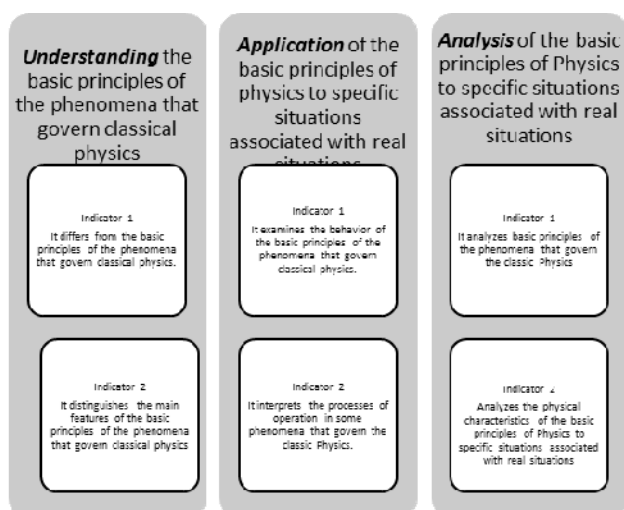 Understanding the
basic principles of
the phenomena that
govern classical
physics
Indicator 1
It differs from the basic
principles of the phenomena
that govern classical physics.
Indicator 2
It distinguishes the main
features of the basic
principles of the phenomena
that govern classical physics
Application of the
basic principles of
physics to specific
situations
associated with real
situations
Indicator 1
It examines the behavior of
the basic principles of the
phenomena that govern
classical physics.
Indicator 2
It interprets the processes of
operation in some
phenomena that govern the
classic Physics.
Analysis of the basic
principles of Physics
to specific situations
associated with real
situations
Indicator 1
It analyzes basic principles of
the phenomena that govern
the classic Physics
Indicator 2
Analyzes the physical
characteristics of the basic
principles of Physics to
specific situations associated
with real situations